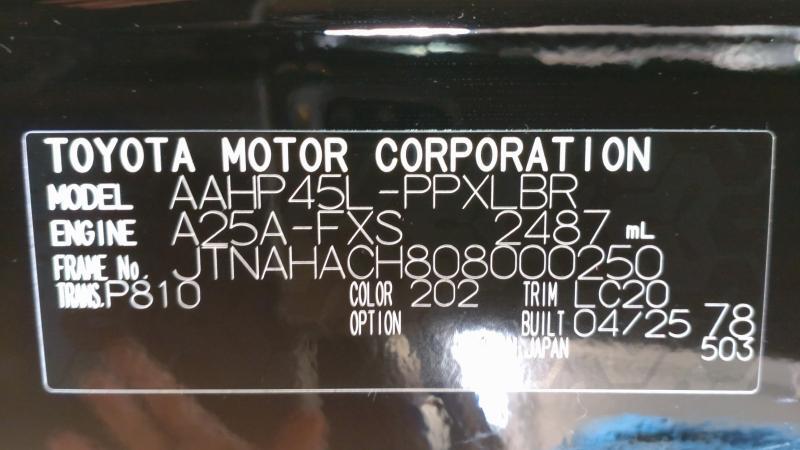 TOYOTA MOTOR CORPORATION
MODEL AAHP45L-PPXLBR
ENGINE A25A-FXS 2487 mL
FRAME No. JTNAHACH808000250
TRANS. P810 COLOR 202 TRIM LC20
OPTION BUILT 04/25 78
JAPAN 503